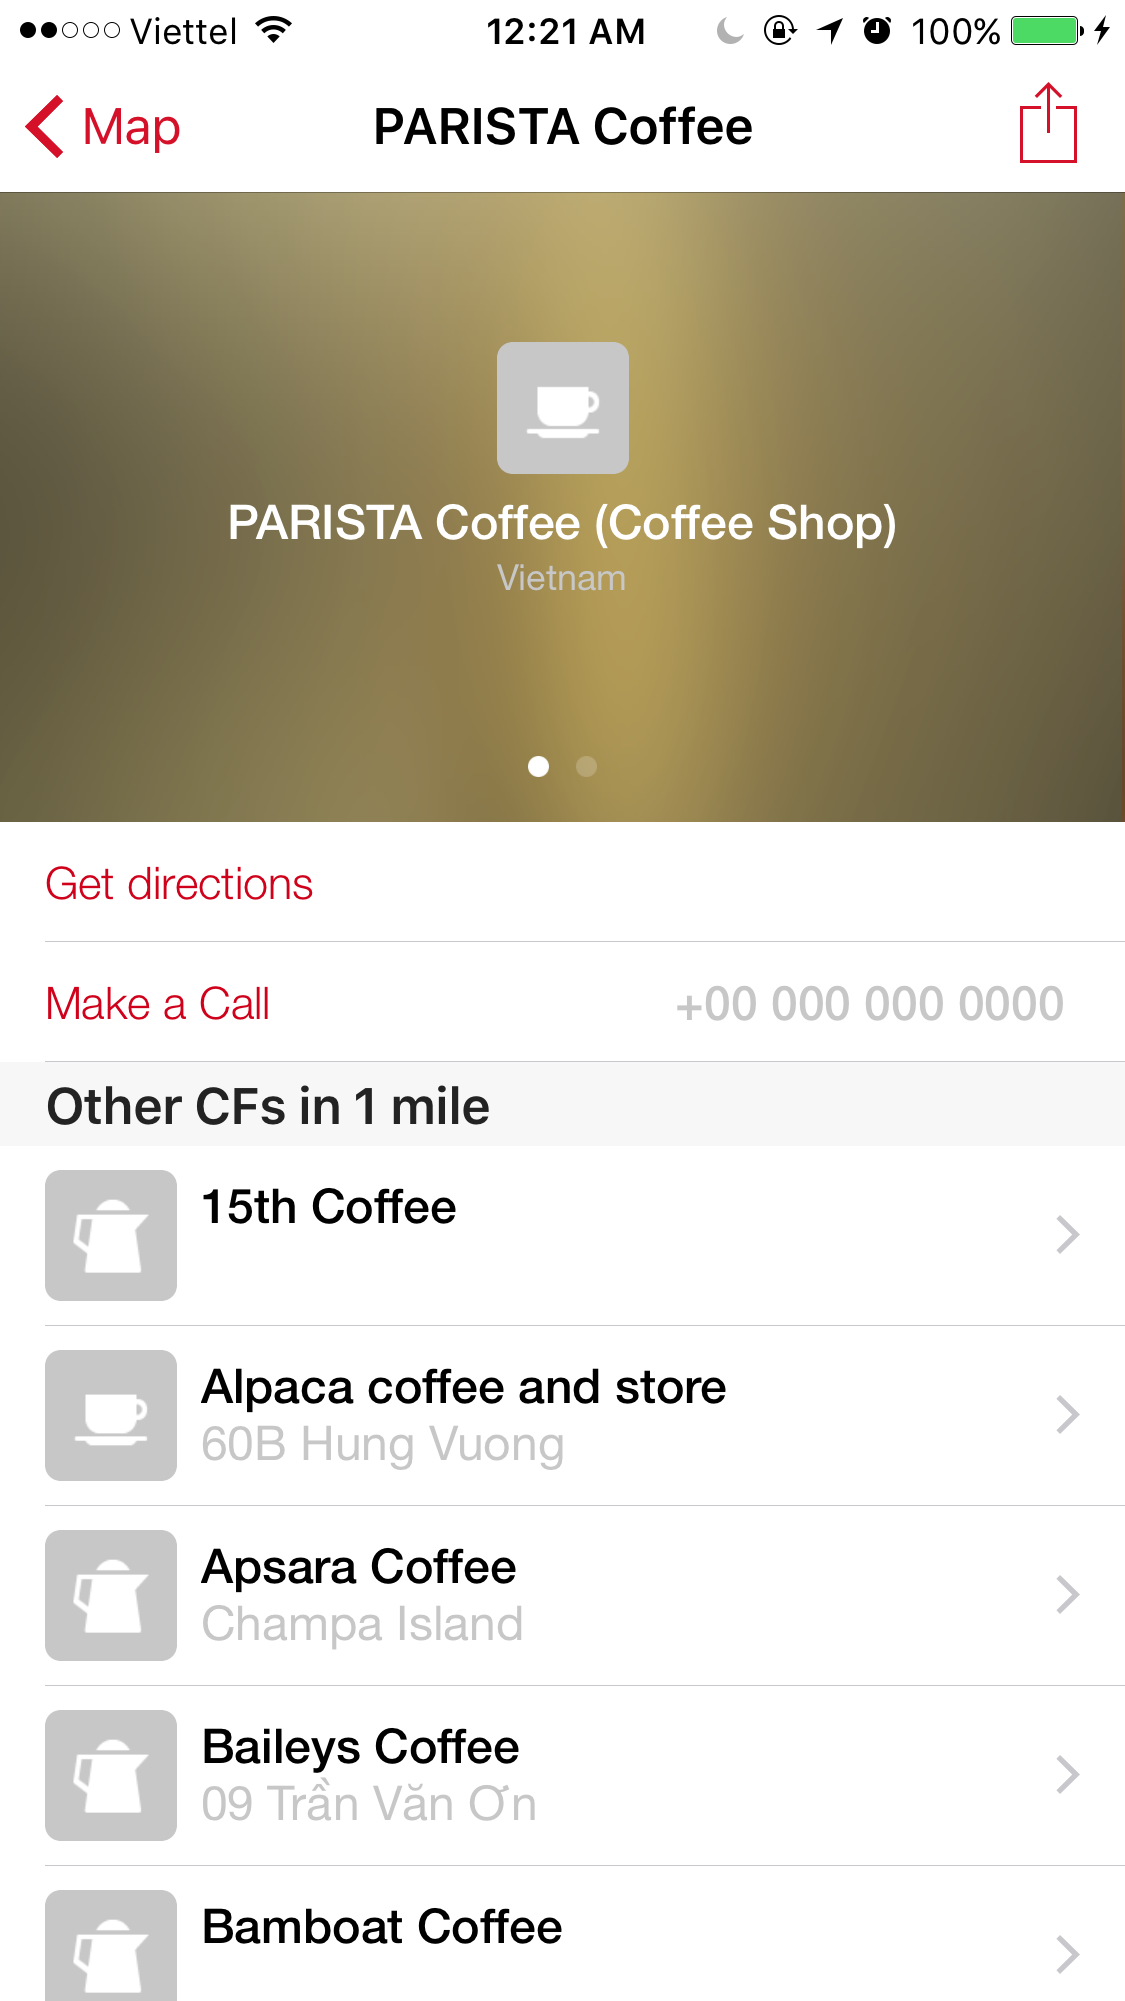 Viettel 12:21 AM 100%
Map PARISTA Coffee
PARISTA Coffee (Coffee Shop)
Vietnam
Get directions
Make a Call +00 000 000 0000
Other CFs in 1 mile
15th Coffee
Alpaca coffee and store
60B Hung Vuong
Apsara Coffee
Champa Island
Baileys Coffee
09 Trần Văn Ơn
Bamboat Coffee